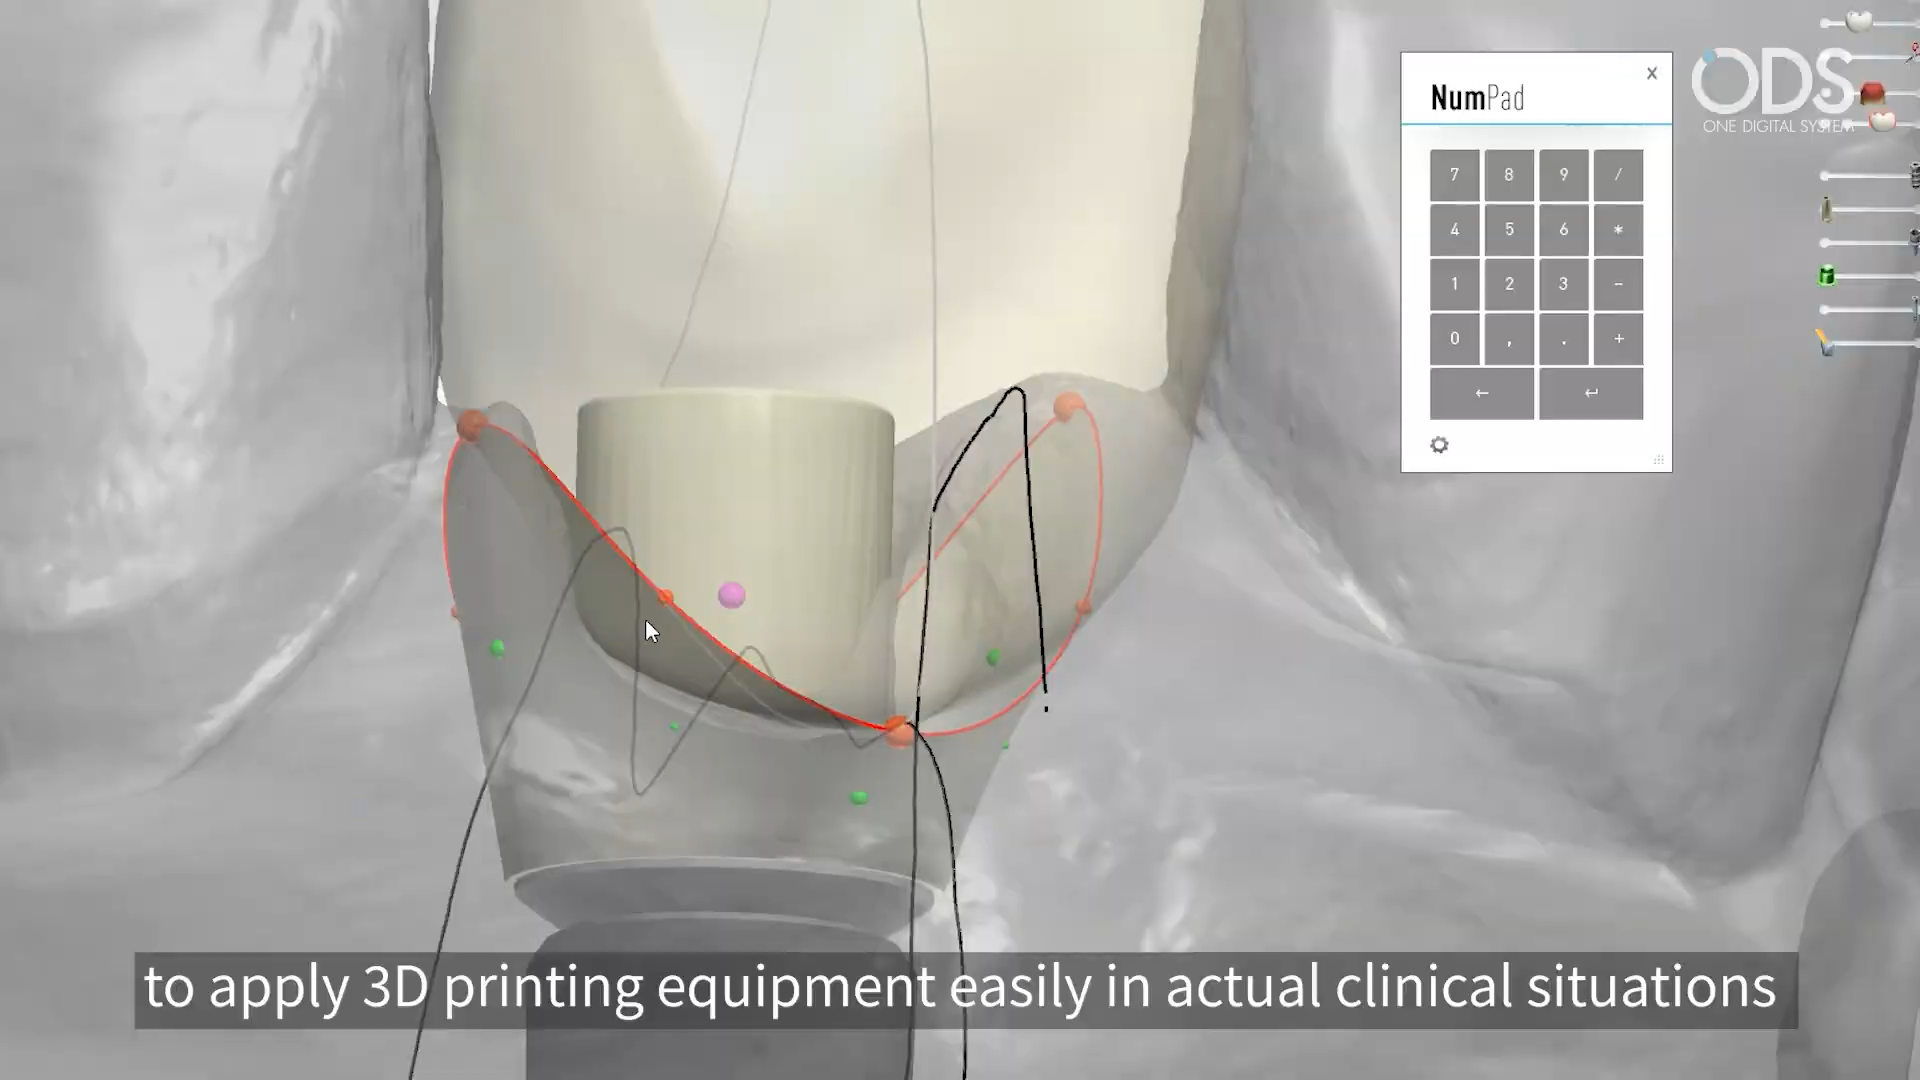 NumPad
x
ODS
ONE DIGITAL SYSTEM
7 8 9 /
4 5 6 *
1 2 3 -
0 , . +
← ↵
to apply 3D printing equipment easily in actual clinical situations